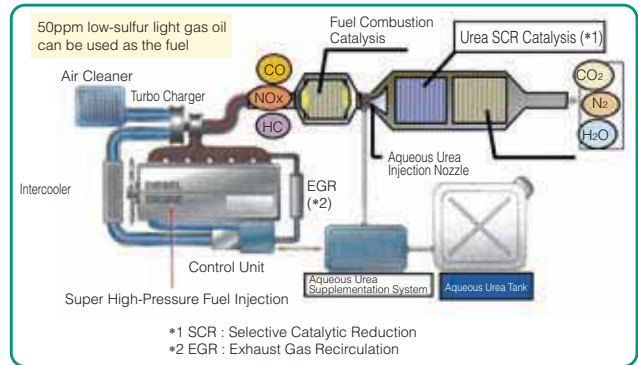 50ppm low-sulfur light gas oil
can be used as the fuel
Fuel Combustion
Catalysis
Urea SCR Catalysis (*1)
Air Cleaner
Turbo Charger
CO
NOx
HC
CO2
N2
H2O
Aqueous Urea
Injection Nozzle
Intercooler
DIESEL
ENGINE
EGR
(*2)
Control Unit
Super High-Pressure Fuel Injection
Aqueous Urea
Supplementation System
Aqueous Urea Tank
*1 SCR : Selective Catalytic Reduction
*2 EGR : Exhaust Gas Recirculation